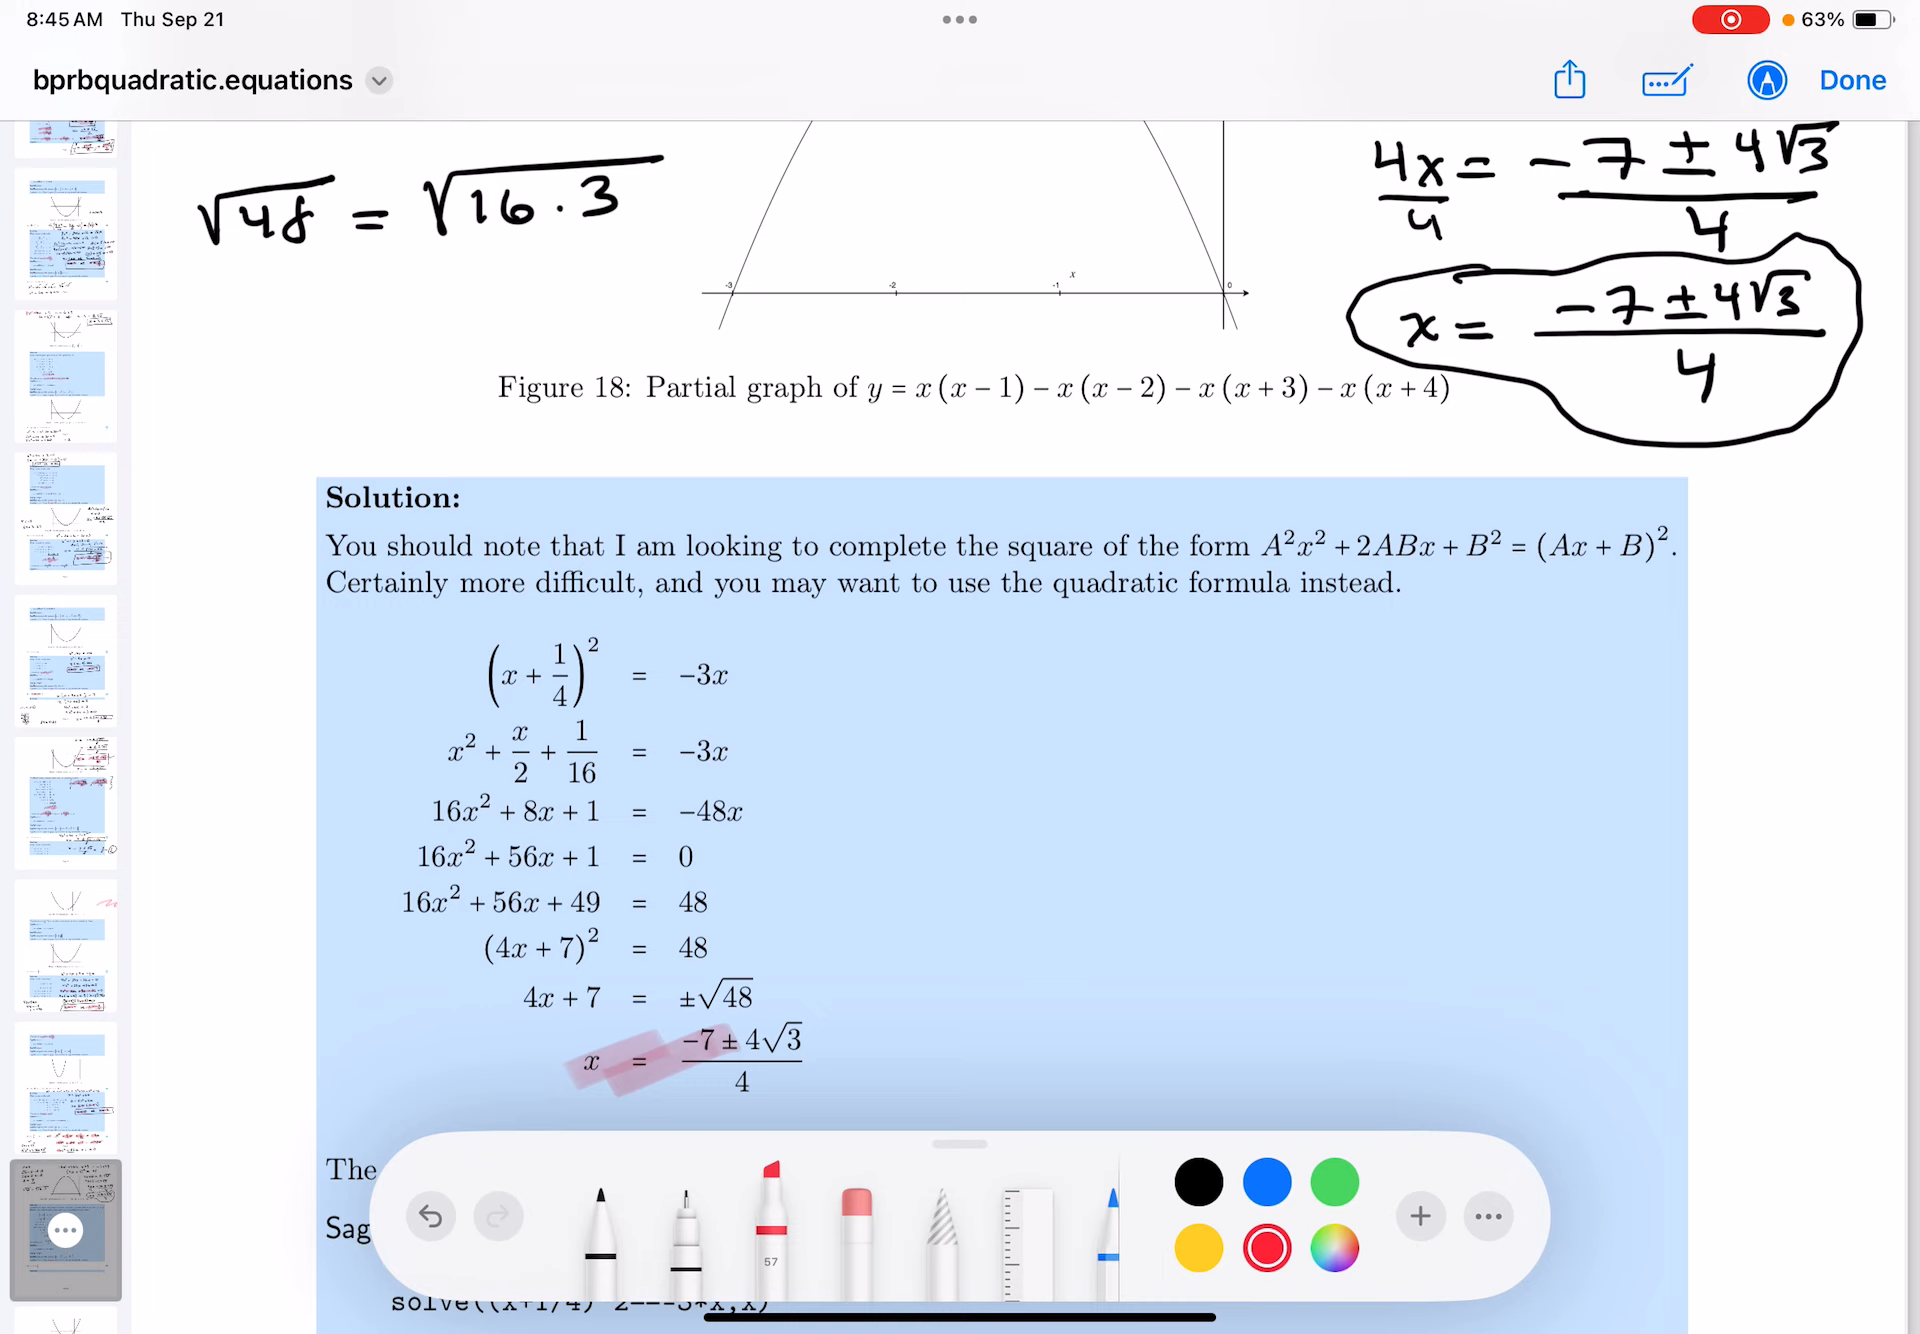 8:45 AM Thu Sep 21
63%
bprbquadratic.equations
Done
√48 = √16 · 3
4x = -7 ± 4√3
4 4
x = -7 ± 4√3
4
-3 -2 -1 0
x
Figure 18: Partial graph of y = x (x − 1) − x (x − 2) − x (x + 3) − x (x + 4)
Solution:
You should note that I am looking to complete the square of the form A²x² + 2ABx + B² = (Ax + B)².
Certainly more difficult, and you may want to use the quadratic formula instead.
(x + 1/4)² = −3x
x² + x/2 + 1/16 = −3x
16x² + 8x + 1 = −48x
16x² + 56x + 1 = 0
16x² + 56x + 49 = 48
(4x + 7)² = 48
4x + 7 = ±√48
x = −7 ± 4√3
4
The
Sag
57
solve((x+1/4)^2==-3*x,x)